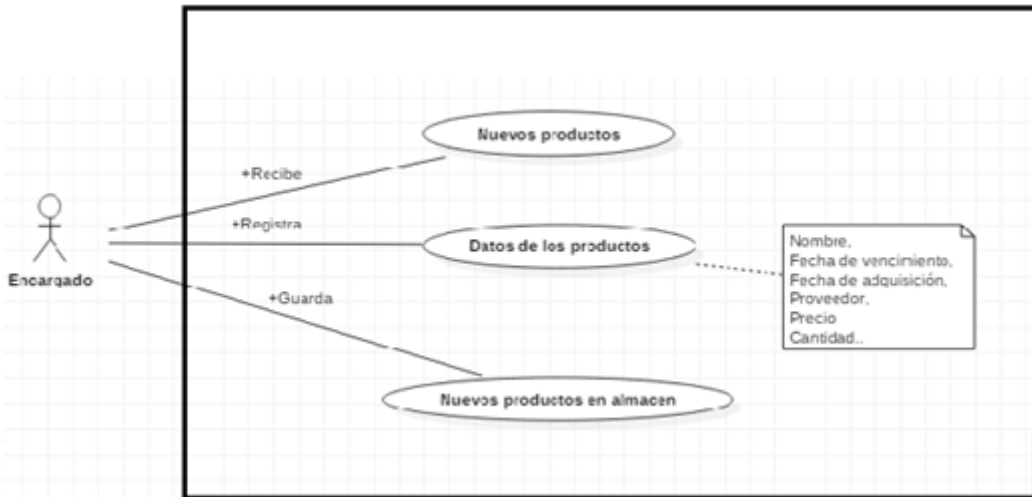 Nuevos productos
+Recibe
+Registra
Encargado
Datos de los productos
Nombre,
Fecha de vencimiento,
Fecha de adquisición,
Proveedor,
Precio
Cantidad..
+Guarda
Nuevos productos en almacen